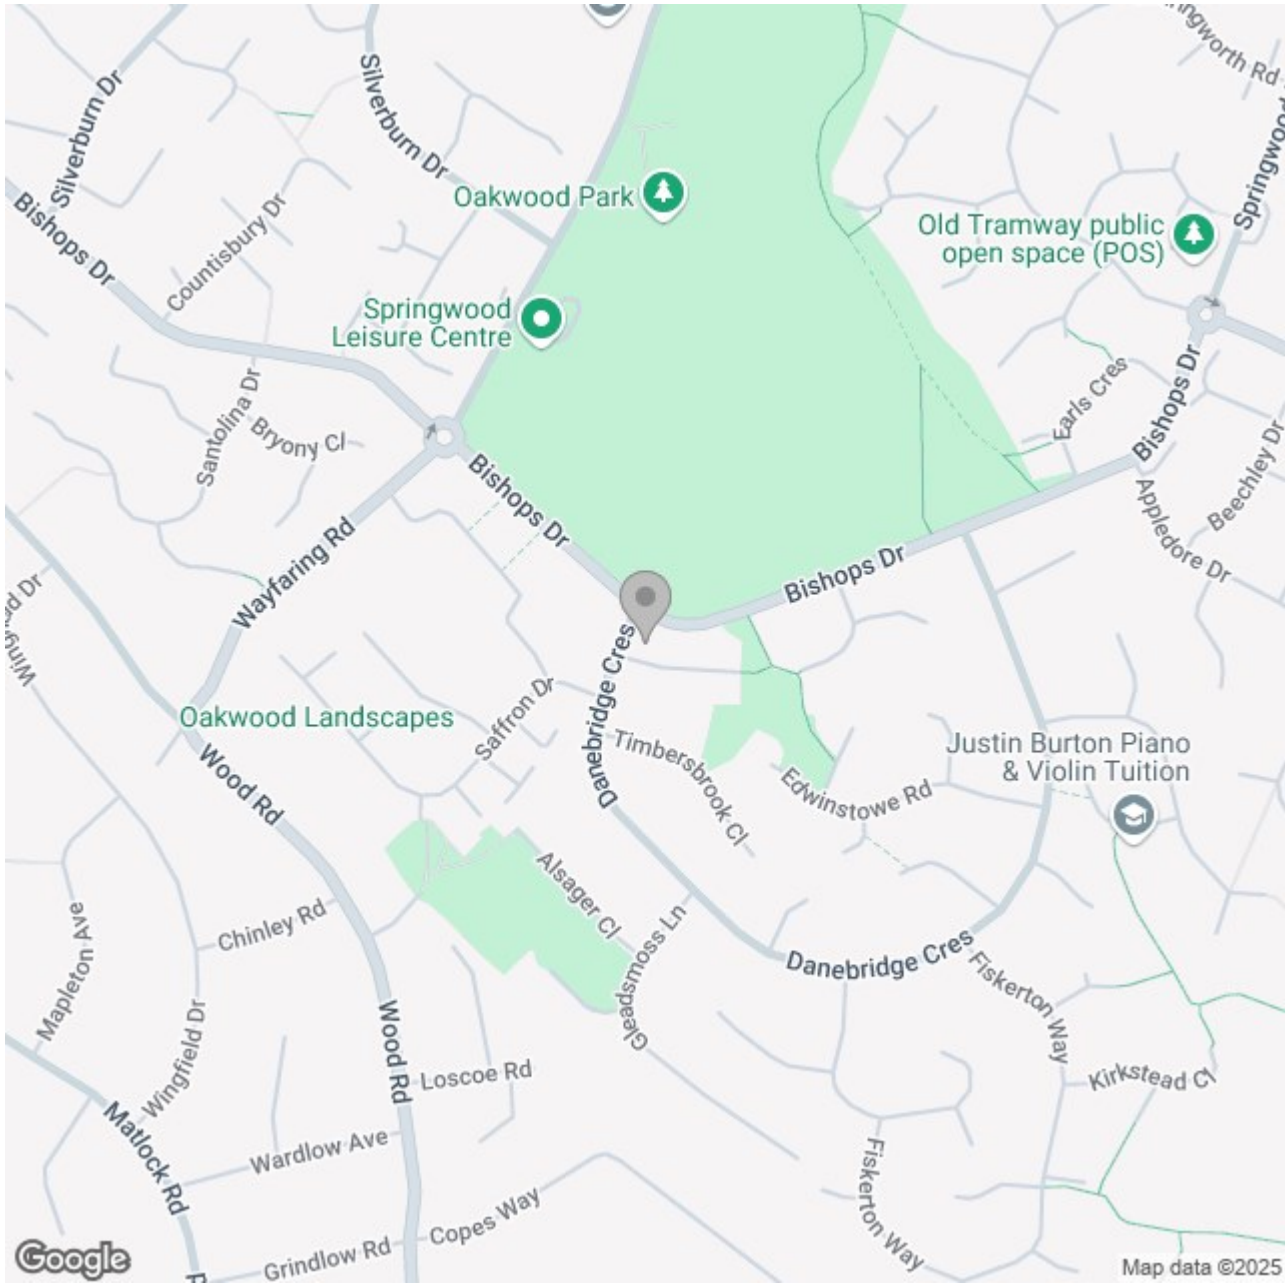 Silverburn Dr
Silverburn Dr
Springwood
Bishops Dr
Countisbury Dr
Oakwood Park
Old Tramway public
open space (POS)
Springwood
Leisure Centre
Santolina Dr
Bryony Cl
Bishops Dr
Earls Cres
Bishops Dr
Beechley Dr
Appledore Dr
Wayfaring Rd
Bishops Dr
Danebridge Cres
Oakwood Landscapes
Saffron Dr
Timbersbrook Cl
Edwinstowe Rd
Justin Burton Piano
& Violin Tuition
Wood Rd
Alsager Cl
Chinley Rd
Mapleton Ave
Gleadsmoss Ln
Danebridge Cres
Fiskerton Way
Wingfield Dr
Wood Rd
Loscoe Rd
Kirkstead Cl
Matlock Rd
Wardlow Ave
Fiskerton Way
Copes Way
Grindlow Rd
Google
Map data ©2025